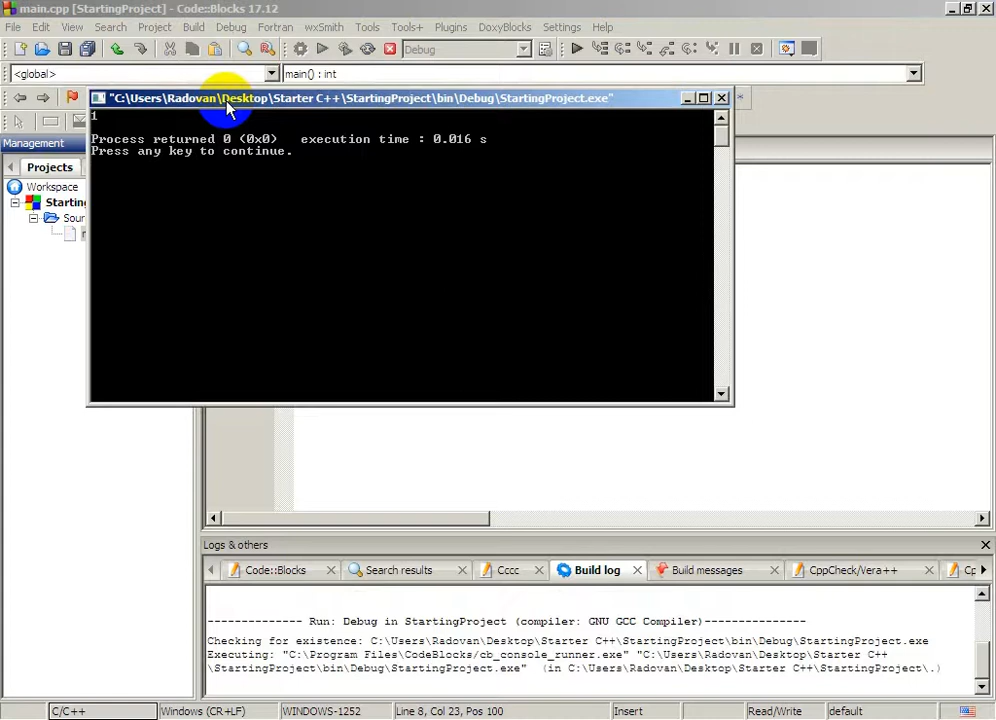 main.cpp [StartingProject] - Code::Blocks 17.12
File Edit View Search Project Build Debug Fortran wxSmith Tools Tools+ Plugins DoxyBlocks Settings Help
Debug
<global> main() : int
"C:\Users\Radovan\Desktop\Starter C++\StartingProject\bin\Debug\StartingProject.exe"
1
Process returned 0 (0x0) execution time : 0.016 s
Press any key to continue.
Management
Projects
Workspace
Starting
Sour
Logs & others
Code::Blocks Search results Cccc Build log Build messages CppCheck/Vera++ Cp
-------------- Run: Debug in StartingProject (compiler: GNU GCC Compiler)---------------
Checking for existence: C:\Users\Radovan\Desktop\Starter C++\StartingProject\bin\Debug\StartingProject.exe
Executing: "C:\Program Files\CodeBlocks/cb_console_runner.exe" "C:\Users\Radovan\Desktop\Starter C++
\StartingProject\bin\Debug\StartingProject.exe" (in C:\Users\Radovan\Desktop\Starter C++\StartingProject\.)
C/C++ Windows (CR+LF) WINDOWS-1252 Line 8, Col 23, Pos 100 Insert Read/Write default